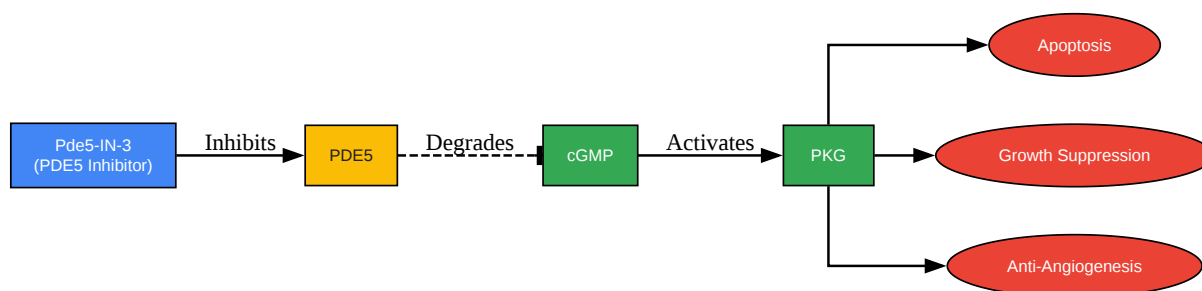 Apoptosis
Pde5-IN-3
(PDE5 Inhibitor)
Inhibits
PDE5
Degrades
cGMP
Activates
PKG
Growth Suppression
Anti-Angiogenesis